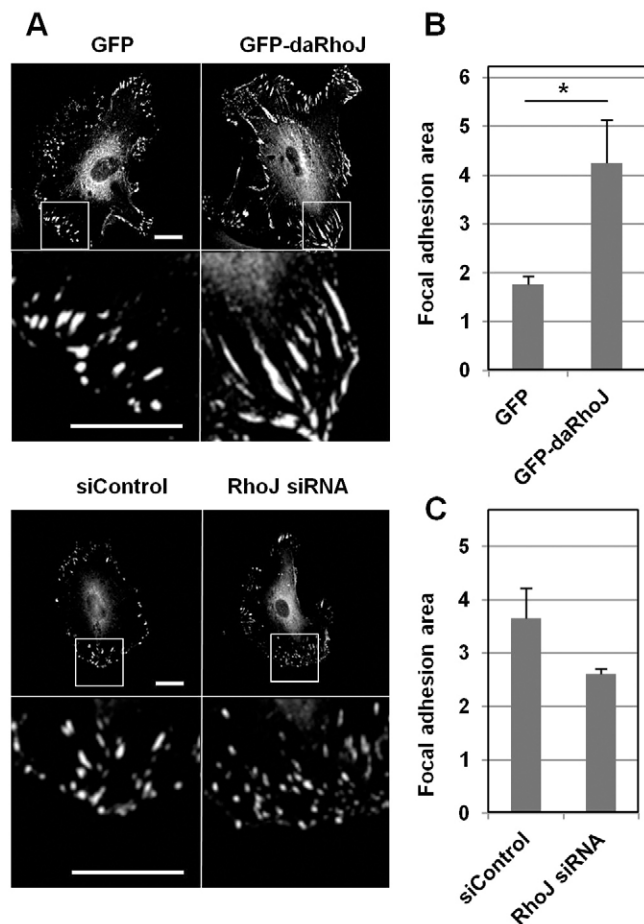 A
GFP
GFP-daRhoJ
B
Focal adhesion area
6
5
4
3
2
1
0
*
GFP
GFP-daRhoJ
siControl
RhoJ siRNA
C
Focal adhesion area
5
4
3
2
1
0
siControl
RhoJ siRNA